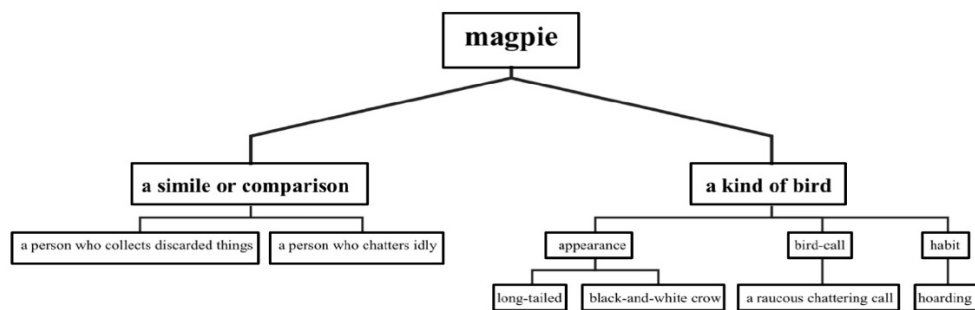 magpie
a simile or comparison
a kind of bird
a person who collects discarded things
a person who chatters idly
appearance
bird-call
habit
long-tailed
black-and-white crow
a raucous chattering call
hoarding